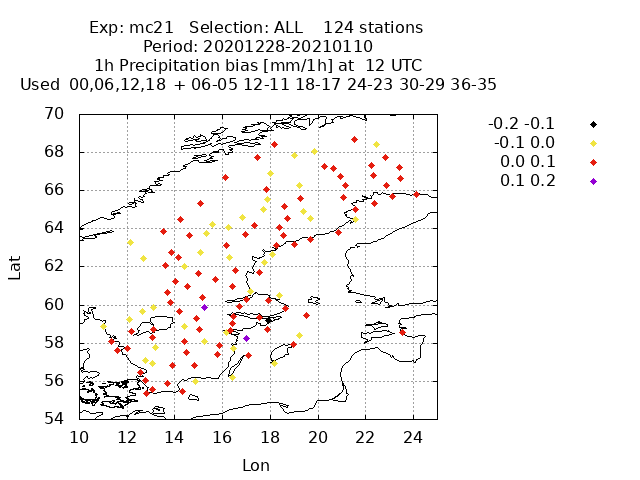 Exp: mc21 Selection: ALL 124 stations
Period: 20201228-20210110
1h Precipitation bias [mm/1h] at 12 UTC
Used 00,06,12,18 + 06-05 12-11 18-17 24-23 30-29 36-35
-0.2 -0.1
-0.1 0.0
0.0 0.1
0.1 0.2
70
68
66
64
62
60
58
56
54
Lat
10 12 14 16 18 20 22 24
Lon